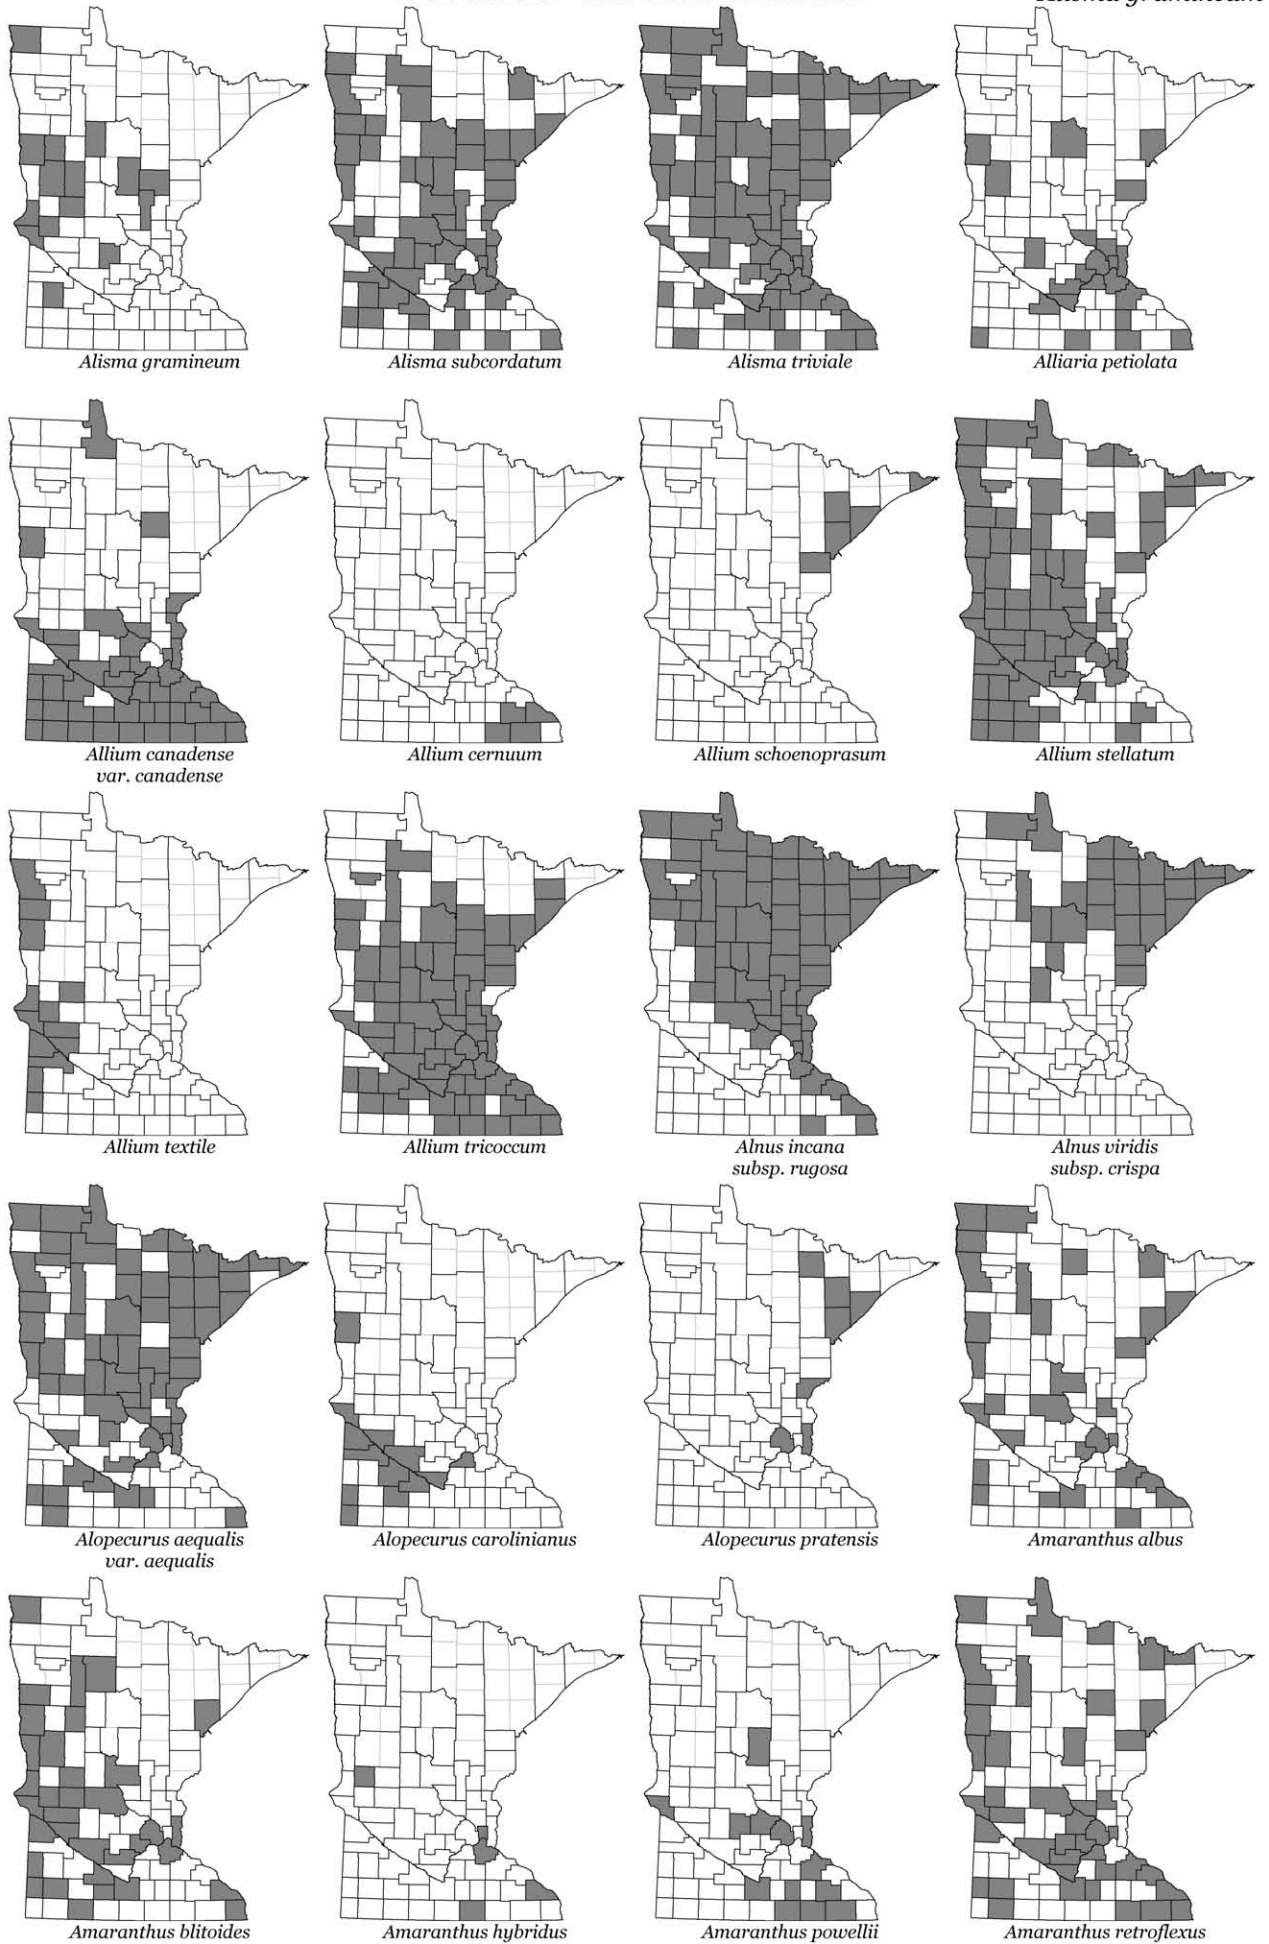 Alisma gramineum
Alisma subcordatum
Alisma triviale
Alliaria petiolata
Allium canadense
var. canadense
Allium cernuum
Allium schoenoprasum
Allium stellatum
Allium textile
Allium tricoccum
Alnus incana
subsp. rugosa
Alnus viridis
subsp. crispa
Alopecurus aequalis
var. aequalis
Alopecurus carolinianus
Alopecurus pratensis
Amaranthus albus
Amaranthus blitoides
Amaranthus hybridus
Amaranthus powellii
Amaranthus retroflexus